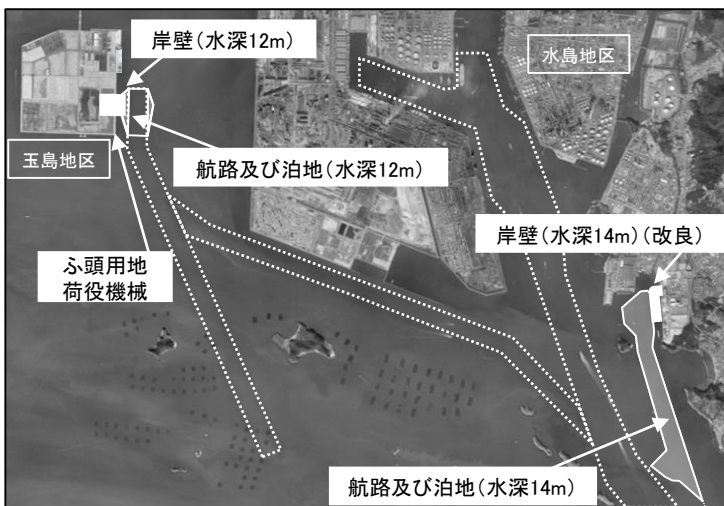 岸壁(水深12m)
水島地区
玉島地区
航路及び泊地(水深12m)
岸壁(水深14m)(改良)
ふ頭用地
荷役機械
航路及び泊地(水深14m)